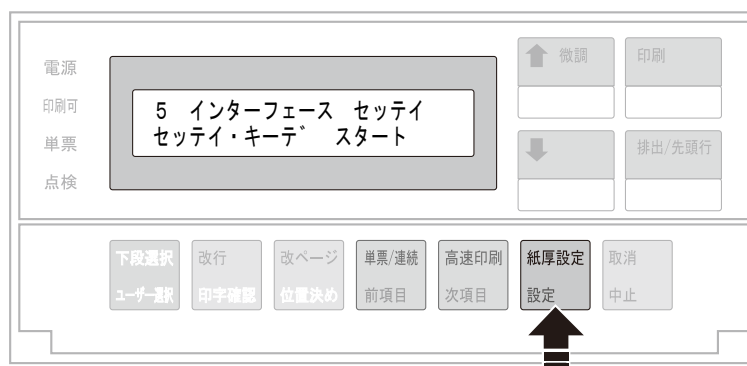 電源
印刷可
単票
点検
5 インターフェース セッテイ
セッテイ・キーデ゛ スタート
微調
印刷
排出/先頭行
下段選択
ユーザー選択
改行
印字確認
改ページ
位置決め
単票/連続
前項目
高速印刷
次項目
紙厚設定
設定
取消
中止